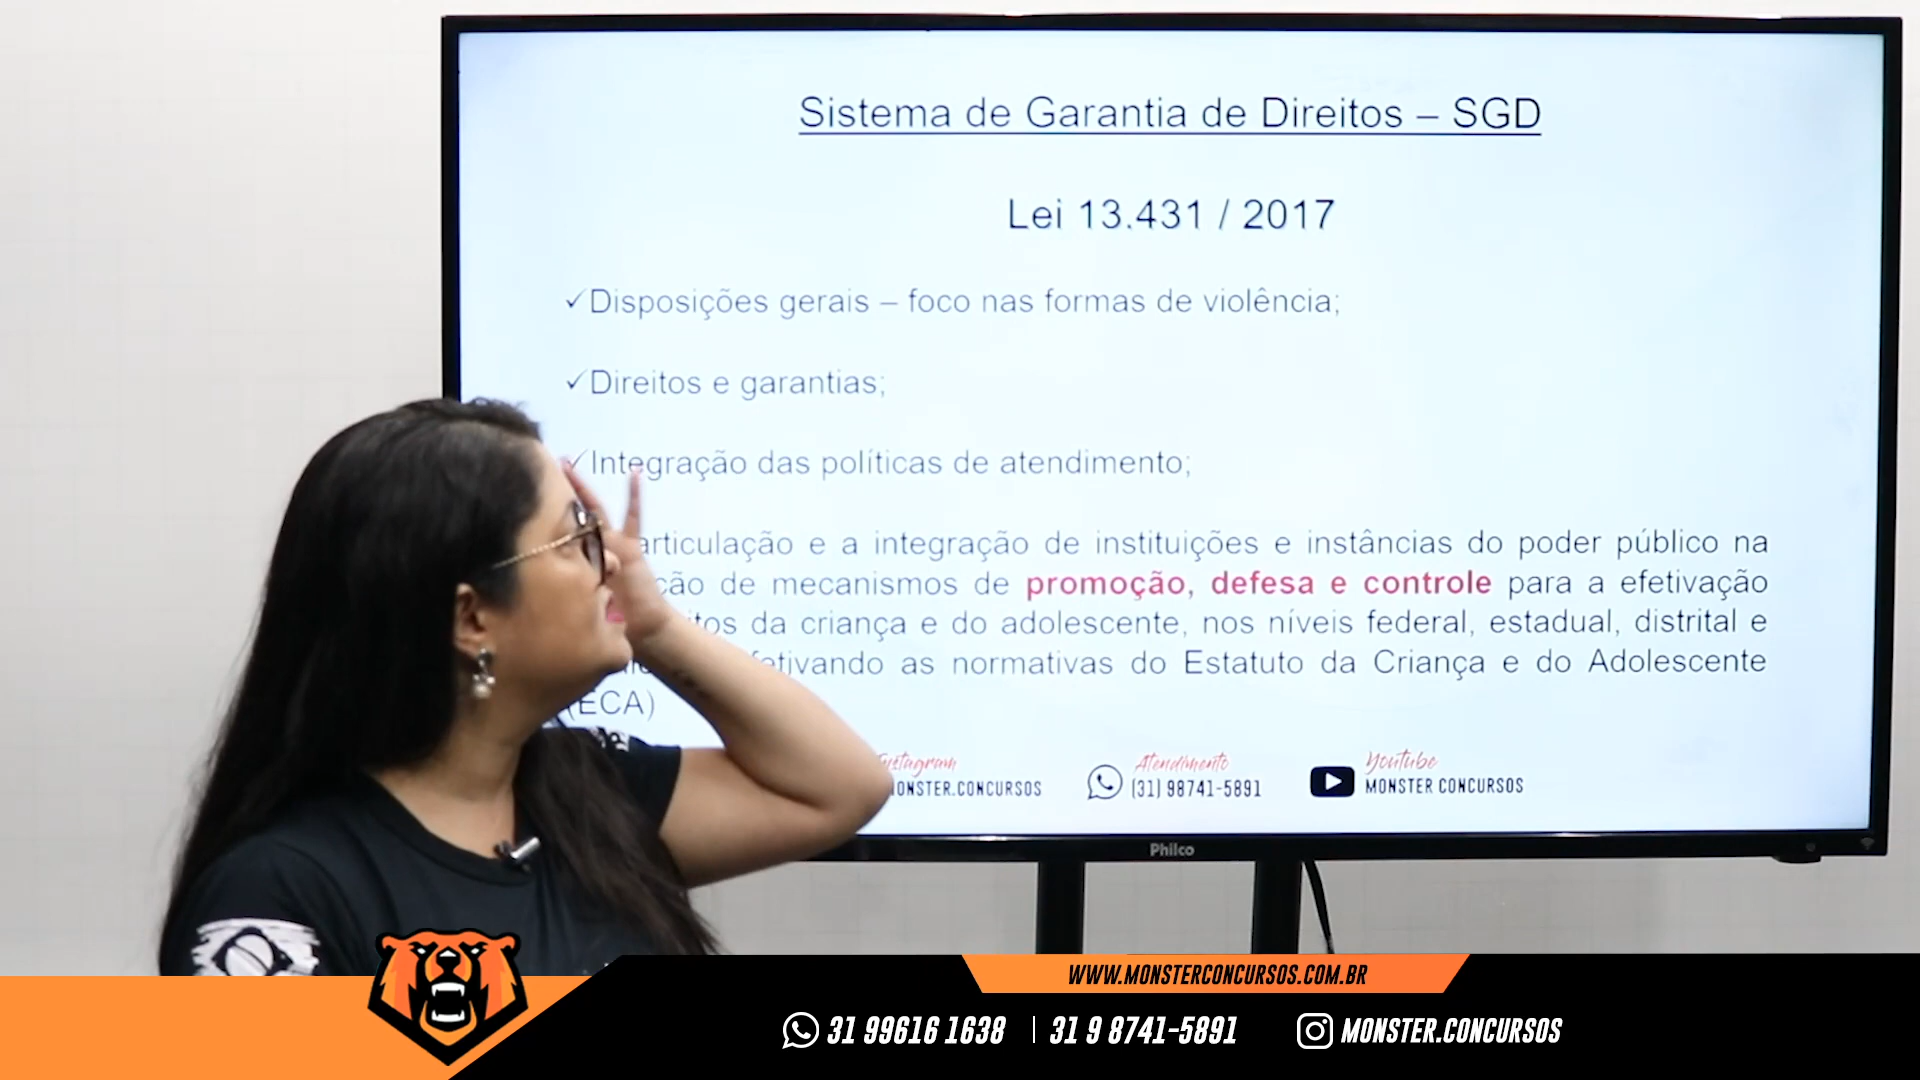 Sistema de Garantia de Direitos – SGD
Lei 13.431 / 2017
✓Disposições gerais – foco nas formas de violência;
✓Direitos e garantias;
✓Integração das políticas de atendimento;
articulação e a integração de instituições e instâncias do poder público na
de mecanismos de promoção, defesa e controle para a efetivação
da criança e do adolescente, nos níveis federal, estadual, distrital e
as normativas do Estatuto da Criança e do Adolescente
(ECA)
Instagram
MONSTER.CONCURSOS
Atendimento
(31) 98741-5891
Youtube
MONSTER CONCURSOS
Philco
WWW.MONSTERCONCURSOS.COM.BR
31 99616 1638 | 31 9 8741-5891
MONSTER.CONCURSOS